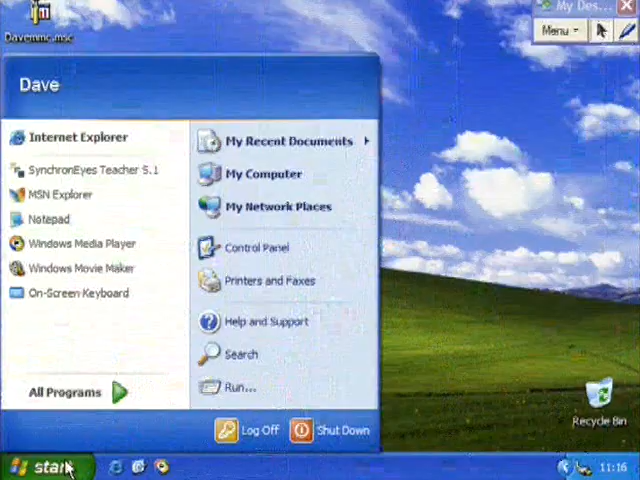 My Des...
Menu
Davemmc.msc
Dave
Internet Explorer
SynchronEyes Teacher 5.1
MSN Explorer
Notepad
Windows Media Player
Windows Movie Maker
On-Screen Keyboard
All Programs
My Recent Documents
My Computer
My Network Places
Control Panel
Printers and Faxes
Help and Support
Search
Run...
Log Off
Shut Down
Recycle Bin
start
11:16